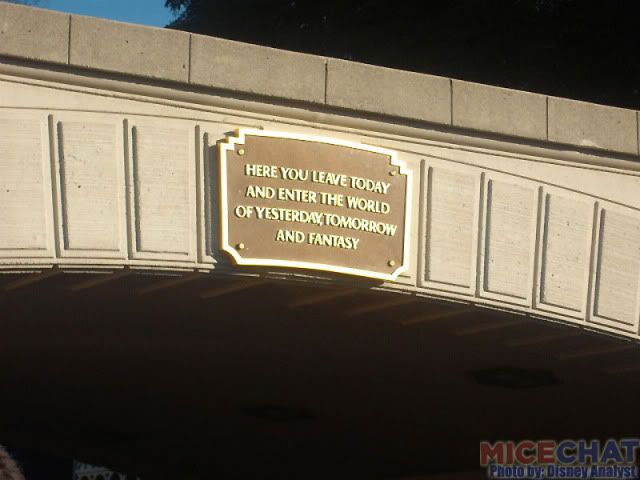 HERE YOU LEAVE TODAY
AND ENTER THE WORLD
OF YESTERDAY, TOMORROW
AND FANTASY
MICECHAT
Photo by: Disney Analyst